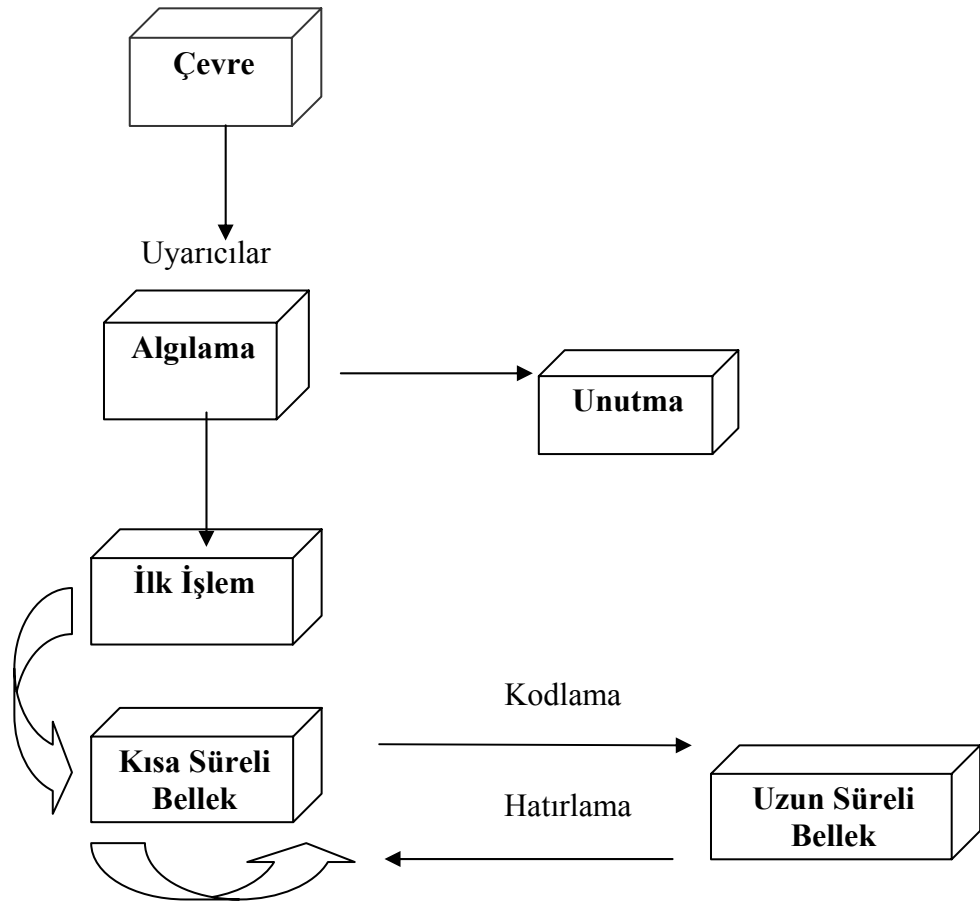 Çevre
Uyarıcılar
Algılama
Unutma
İlk İşlem
Kodlama
Kısa Süreli
Bellek
Hatırlama
Uzun Süreli
Bellek